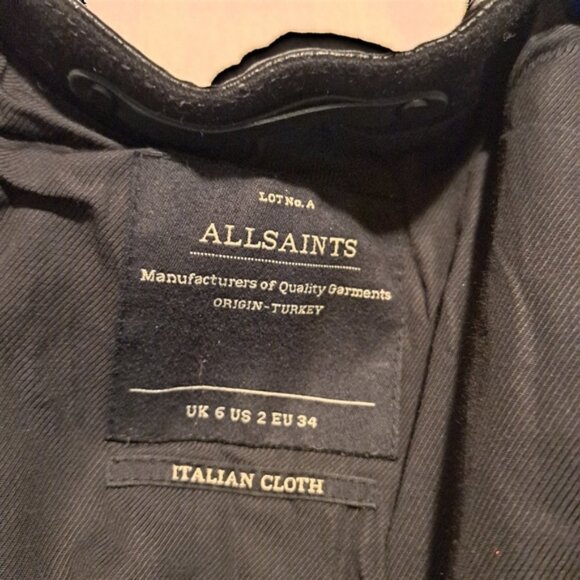 LOT No. A
ALLSAINTS
Manufacturers of Quality Garments
ORIGIN-TURKEY
UK 6 US 2 EU 34
ITALIAN CLOTH